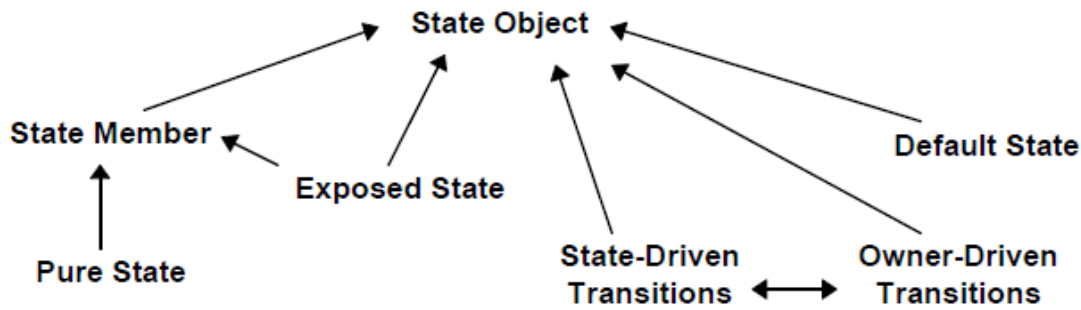 State Object
State Member
Default State
Exposed State
Pure State
State-Driven
Transitions
Owner-Driven
Transitions